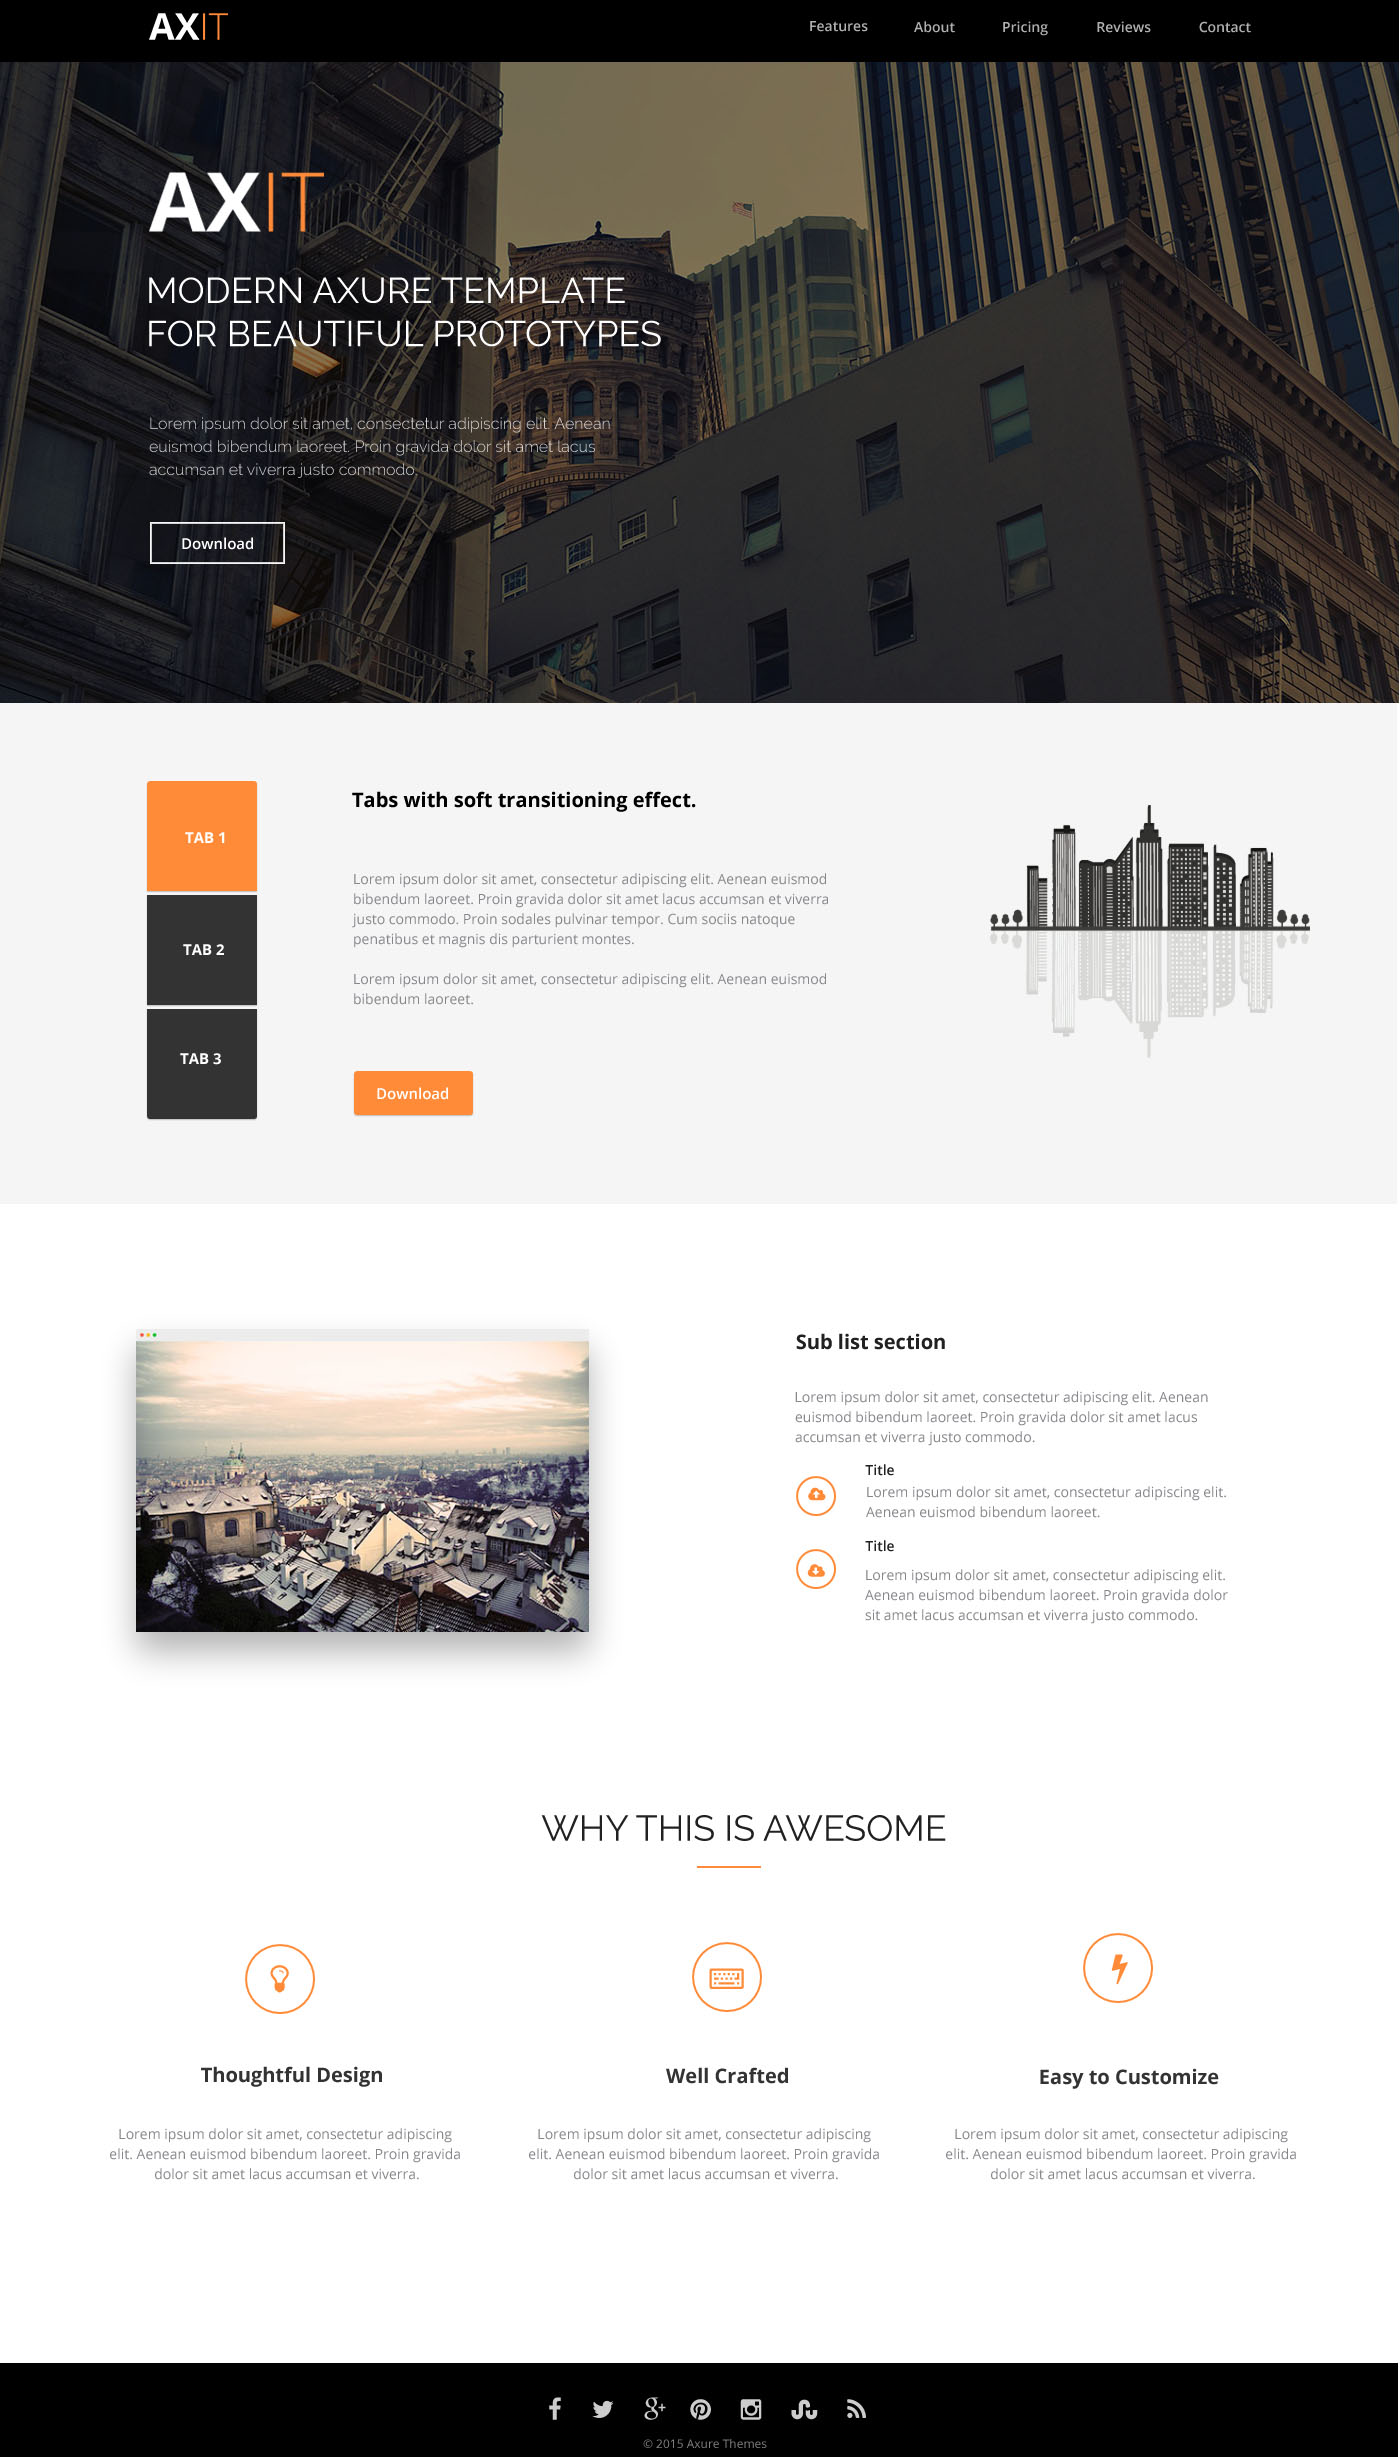 AXIT
Features About Pricing Reviews Contact
AXIT
MODERN AXURE TEMPLATE
FOR BEAUTIFUL PROTOTYPES
Lorem ipsum dolor sit amet, consectetur adipiscing elit. Aenean
euismod bibendum laoreet. Proin gravida dolor sit amet lacus
accumsan et viverra justo commodo.
Download
TAB 1
TAB 2
TAB 3
Tabs with soft transitioning effect.
Lorem ipsum dolor sit amet, consectetur adipiscing elit. Aenean euismod
bibendum laoreet. Proin gravida dolor sit amet lacus accumsan et viverra
justo commodo. Proin sodales pulvinar tempor. Cum sociis natoque
penatibus et magnis dis parturient montes.
Lorem ipsum dolor sit amet, consectetur adipiscing elit. Aenean euismod
bibendum laoreet.
Download
Sub list section
Lorem ipsum dolor sit amet, consectetur adipiscing elit. Aenean
euismod bibendum laoreet. Proin gravida dolor sit amet lacus
accumsan et viverra justo commodo.
Title
Lorem ipsum dolor sit amet, consectetur adipiscing elit.
Aenean euismod bibendum laoreet.
Title
Lorem ipsum dolor sit amet, consectetur adipiscing elit.
Aenean euismod bibendum laoreet. Proin gravida dolor
sit amet lacus accumsan et viverra justo commodo.
WHY THIS IS AWESOME
Thoughtful Design
Lorem ipsum dolor sit amet, consectetur adipiscing
elit. Aenean euismod bibendum laoreet. Proin gravida
dolor sit amet lacus accumsan et viverra.
Well Crafted
Lorem ipsum dolor sit amet, consectetur adipiscing
elit. Aenean euismod bibendum laoreet. Proin gravida
dolor sit amet lacus accumsan et viverra.
Easy to Customize
Lorem ipsum dolor sit amet, consectetur adipiscing
elit. Aenean euismod bibendum laoreet. Proin gravida
dolor sit amet lacus accumsan et viverra.
© 2015 Axure Themes